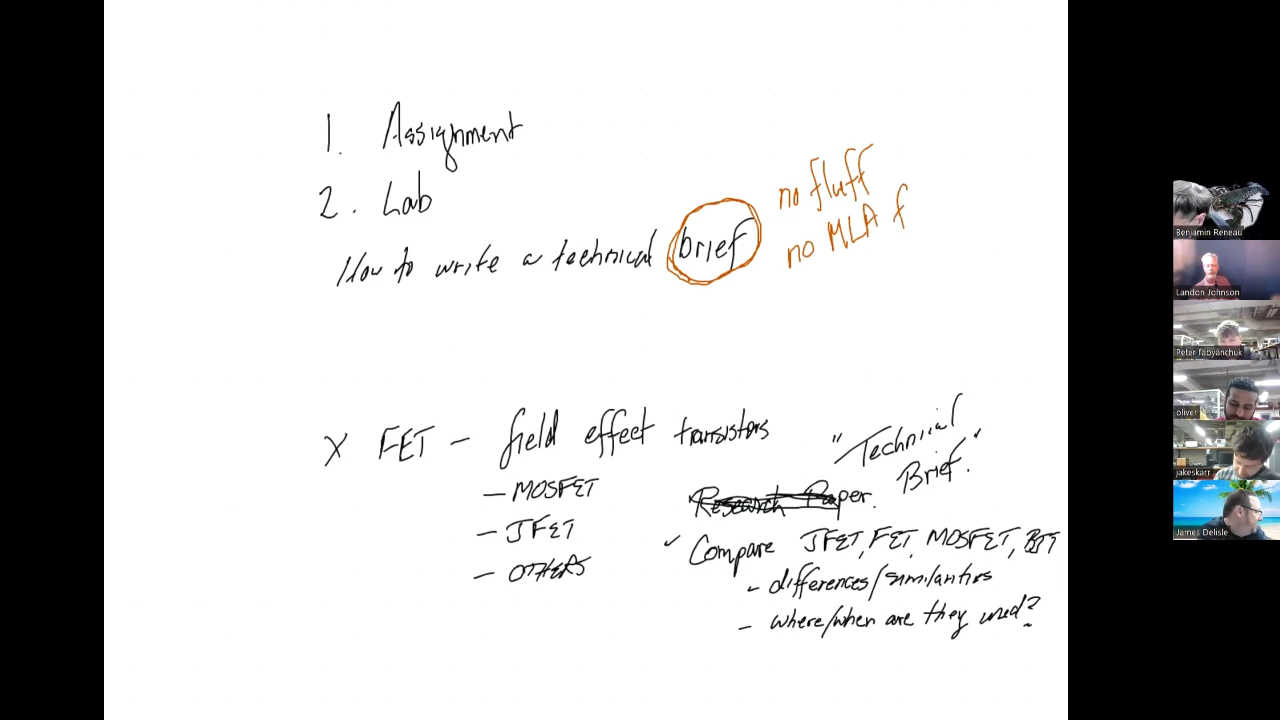 1. Assignment
2. Lab
How to write a technical brief
no fluff
no MLA f
X FET - field effect transistors
- MOSFET
- JFET
- OTHERS
"Technical
Brief."
Research Paper.
✓ Compare JFET, FET, MOSFET, BJT
- differences/similarities
- where/when are they used?
Benjamin Reneau
Landon Johnson
Peter fabyanchuk
oliver
jakeskarr
James Delisle